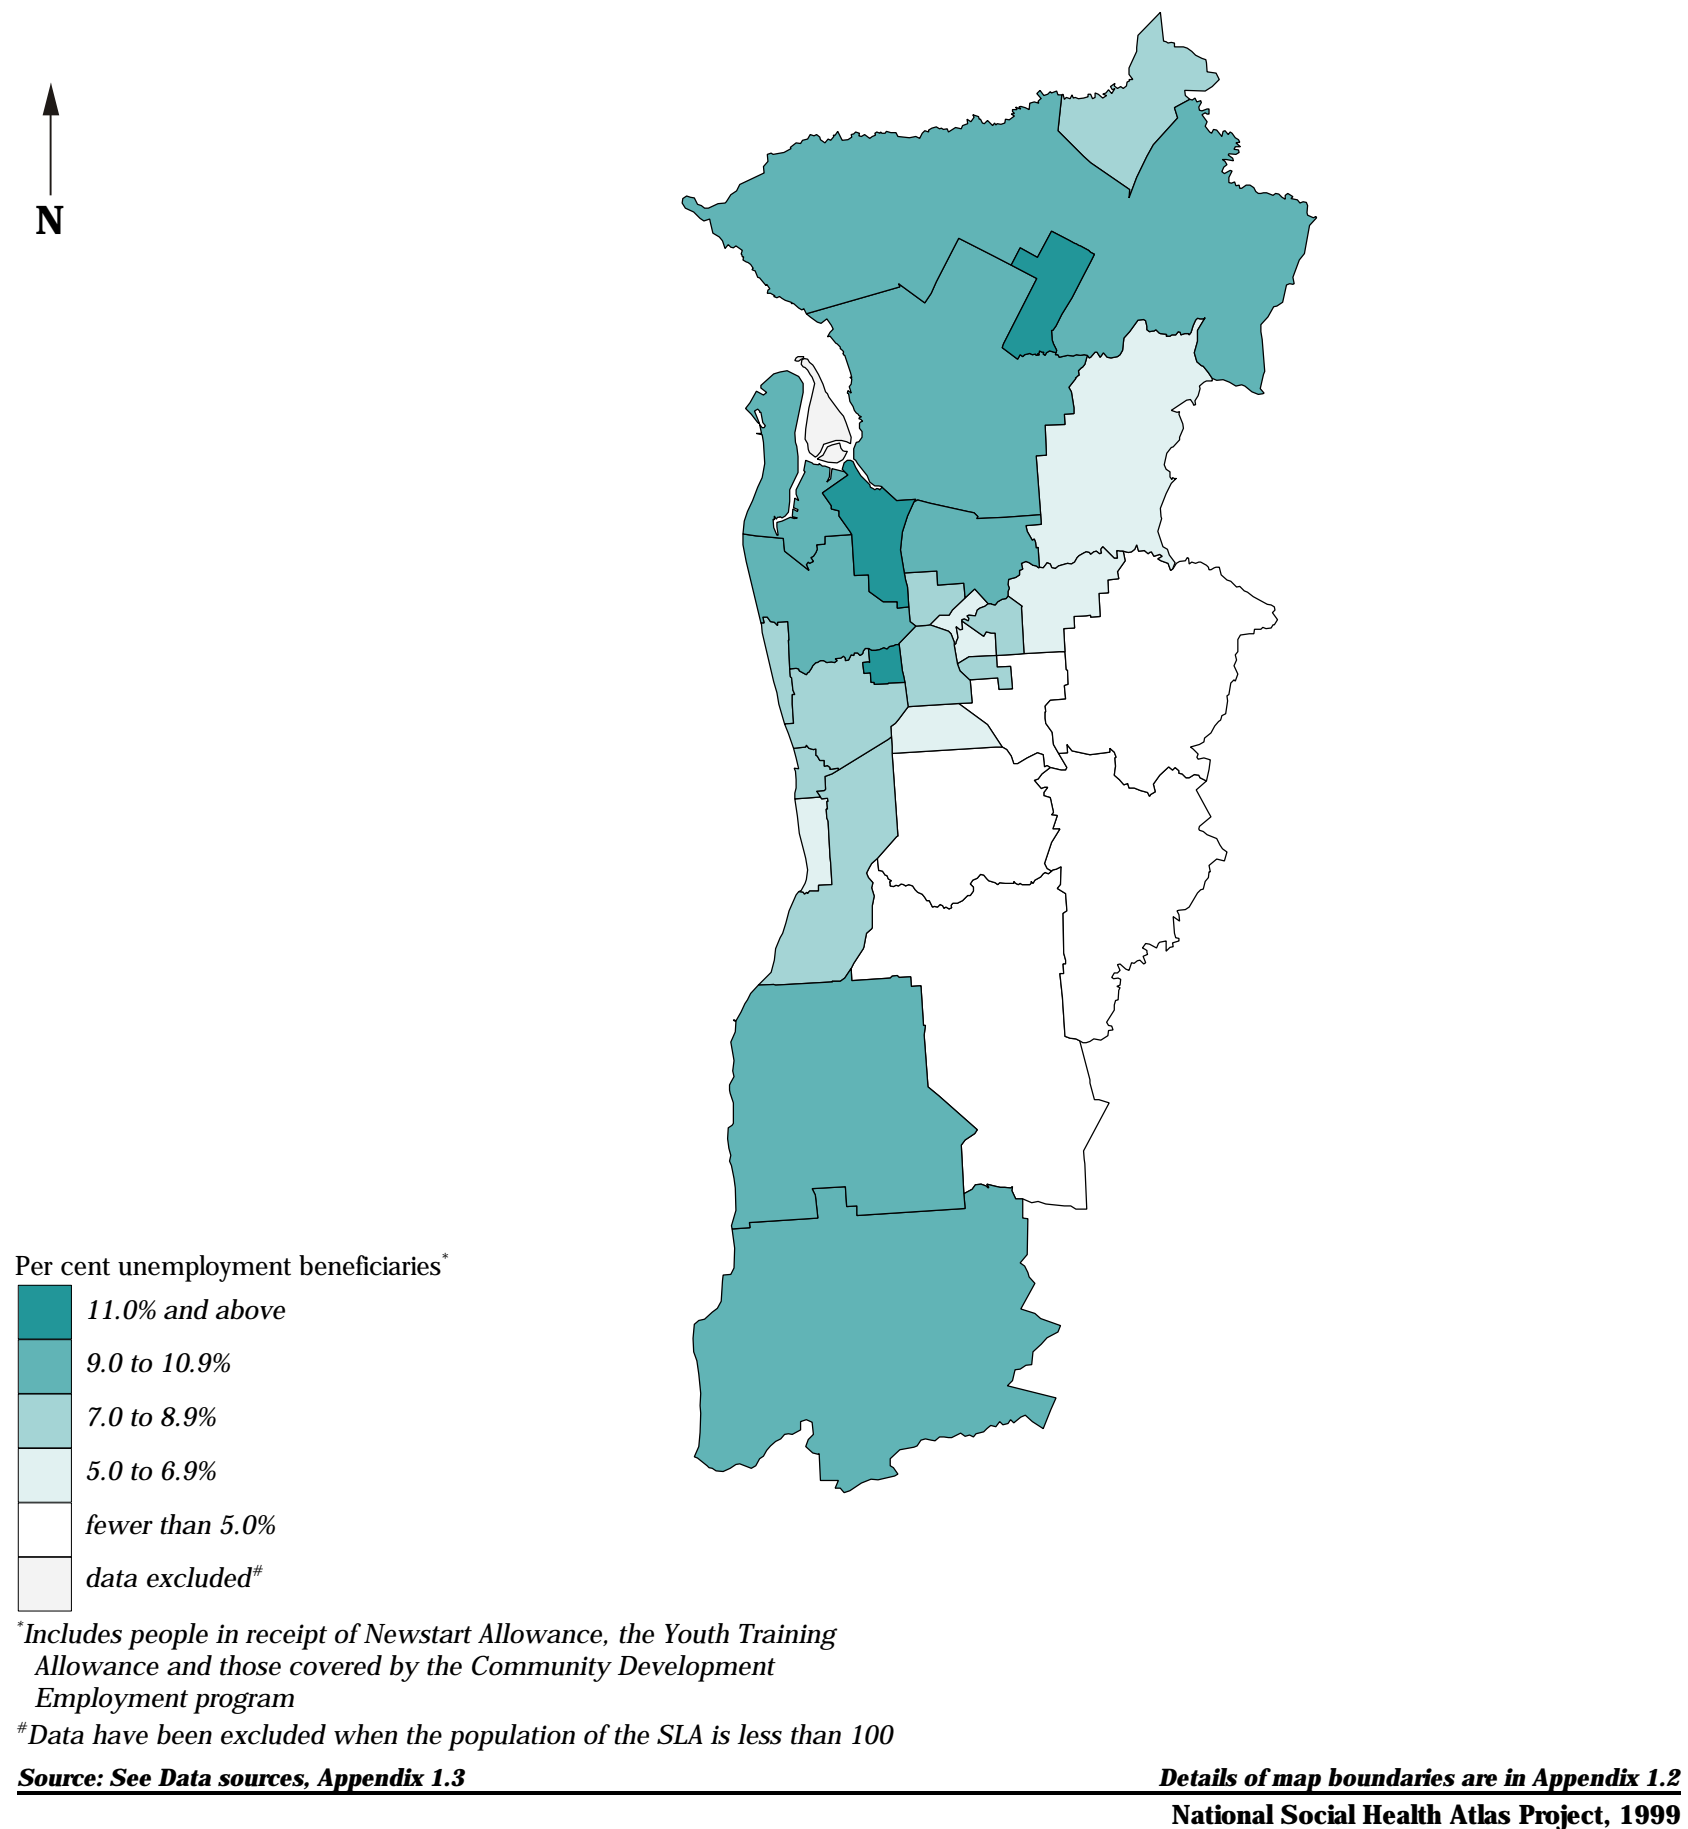 N
Per cent unemployment beneficiaries*
11.0% and above
9.0 to 10.9%
7.0 to 8.9%
5.0 to 6.9%
fewer than 5.0%
data excluded#
*Includes people in receipt of Newstart Allowance, the Youth Training
Allowance and those covered by the Community Development
Employment program
#Data have been excluded when the population of the SLA is less than 100
Source: See Data sources, Appendix 1.3
Details of map boundaries are in Appendix 1.2
National Social Health Atlas Project, 1999